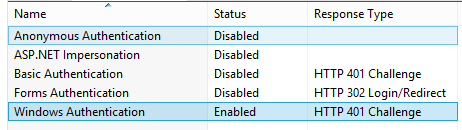 Name Status Response Type
Anonymous Authentication Disabled
ASP.NET Impersonation Disabled
Basic Authentication Disabled HTTP 401 Challenge
Forms Authentication Disabled HTTP 302 Login/Redirect
Windows Authentication Enabled HTTP 401 Challenge